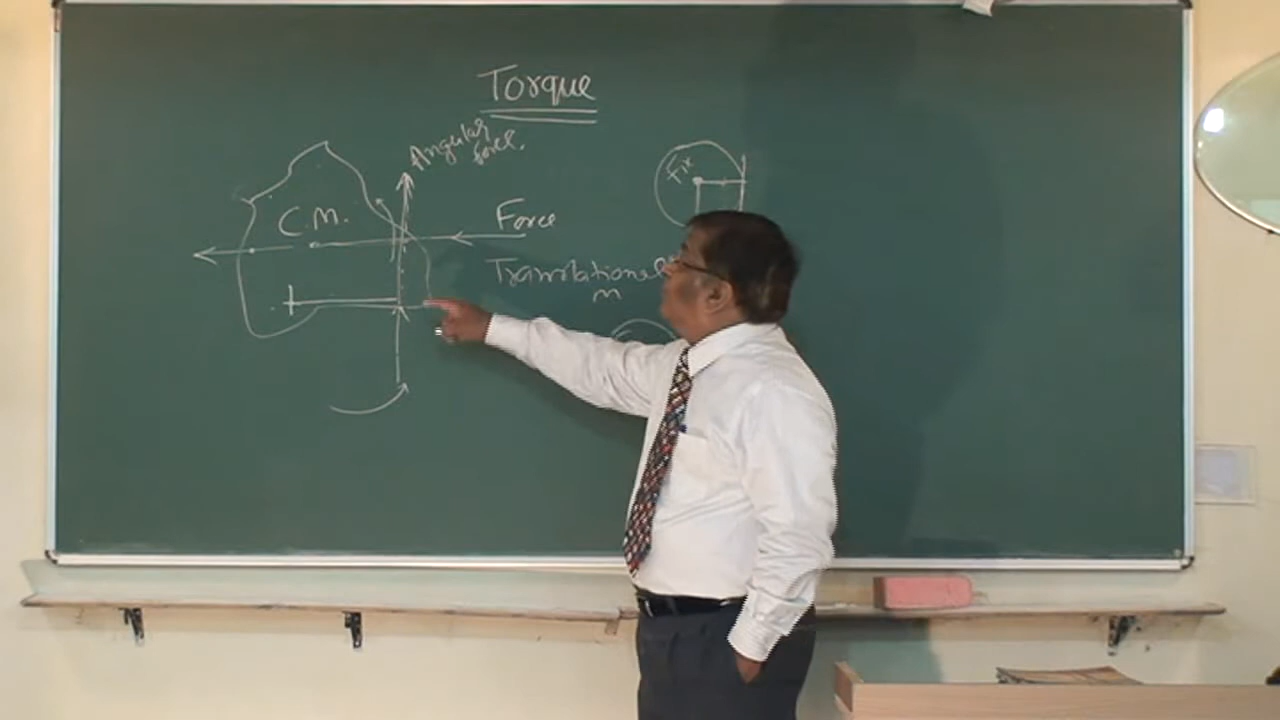 Torque
Angular
force.
C.M.
Force
Fix
Translational
m